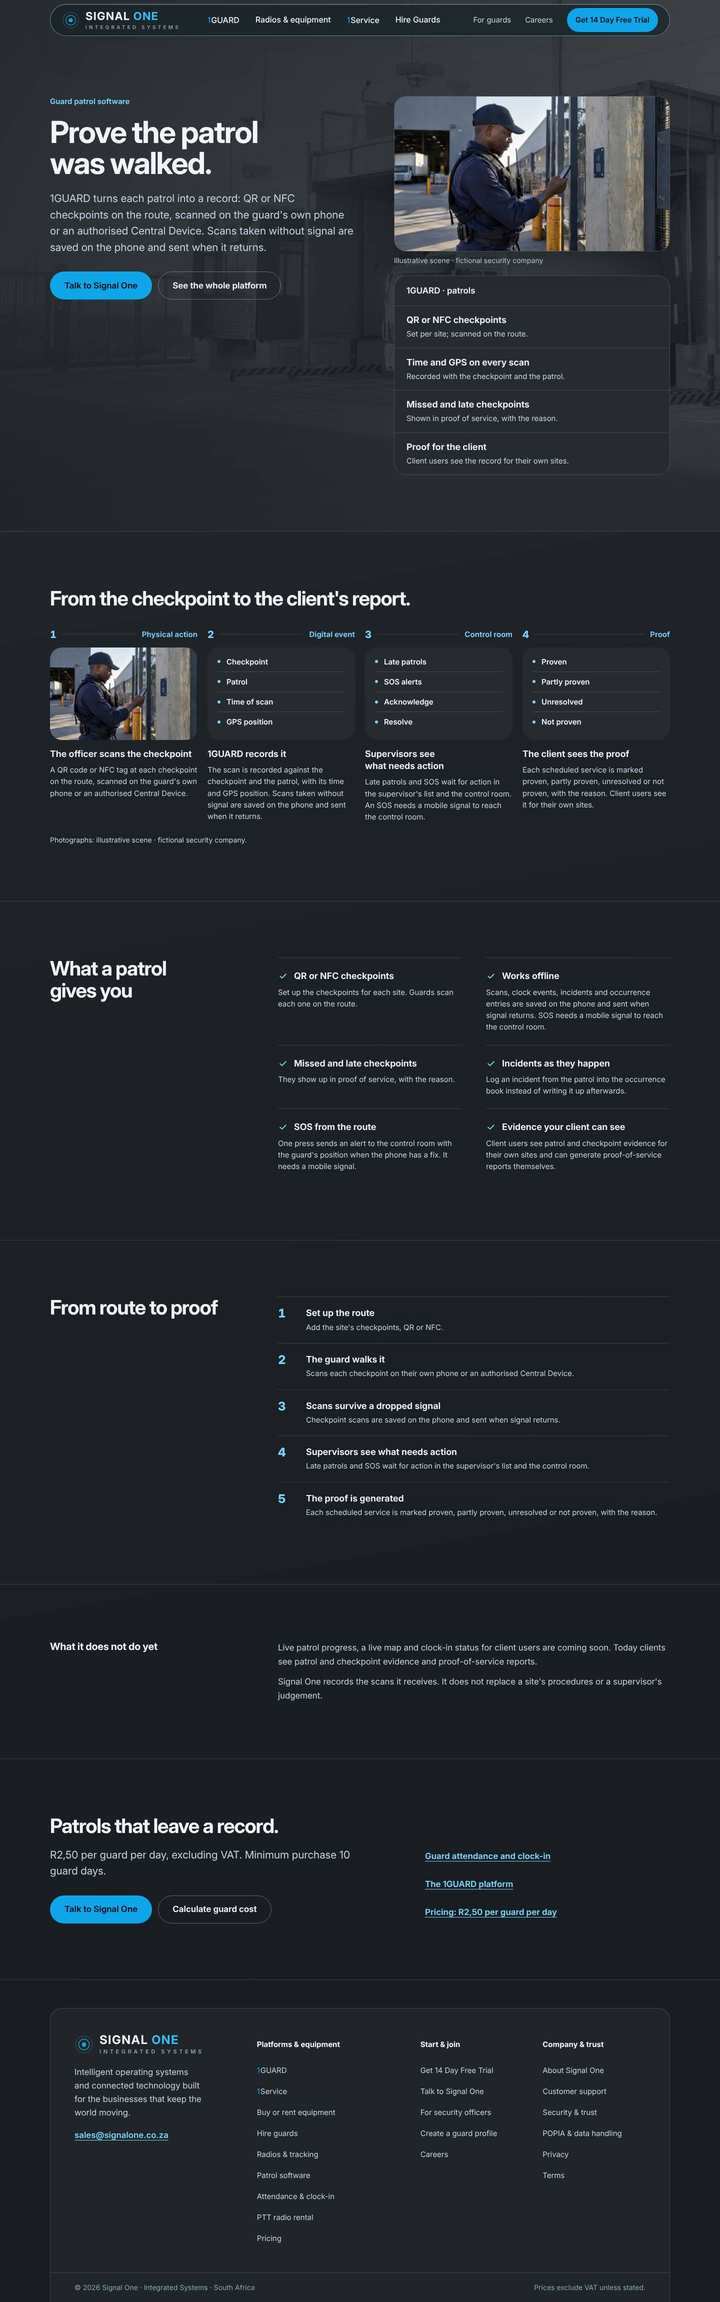 SIGNAL ONE
INTEGRATED SYSTEMS
1GUARD
Radios & equipment
1Service
Hire Guards
For guards
Careers
Get 14 Day Free Trial
Guard patrol software
Prove the patrol
was walked.
1GUARD turns each patrol into a record: QR or NFC
checkpoints on the route, scanned on the guard's own phone
or an authorised Central Device. Scans taken without signal are
saved on the phone and sent when it returns.
Talk to Signal One
See the whole platform
Illustrative scene · fictional security company
1GUARD · patrols
QR or NFC checkpoints
Set per site; scanned on the route.
Time and GPS on every scan
Recorded with the checkpoint and the patrol.
Missed and late checkpoints
Shown in proof of service, with the reason.
Proof for the client
Client users see the record for their own sites.
From the checkpoint to the client's report.
1 Physical action
The officer scans the checkpoint
A QR code or NFC tag at each checkpoint
on the route, scanned on the guard's own
phone or an authorised Central Device.
2 Digital event
Checkpoint
Patrol
Time of scan
GPS position
1GUARD records it
The scan is recorded against the
checkpoint and the patrol, with its time
and GPS position. Scans taken without
signal are saved on the phone and sent
when it returns.
3 Control room
Late patrols
SOS alerts
Acknowledge
Resolve
Supervisors see
what needs action
Late patrols and SOS wait for action in
the supervisor's list and the control room.
An SOS needs a mobile signal to reach
the control room.
4 Proof
Proven
Partly proven
Unresolved
Not proven
The client sees the proof
Each scheduled service is marked
proven, partly proven, unresolved or not
proven, with the reason. Client users see
it for their own sites.
Photographs: illustrative scene · fictional security company.
What a patrol
gives you
QR or NFC checkpoints
Set up the checkpoints for each site. Guards scan
each one on the route.
Works offline
Scans, clock events, incidents and occurrence
entries are saved on the phone and sent when
signal returns. SOS needs a mobile signal to reach
the control room.
Missed and late checkpoints
They show up in proof of service, with the reason.
Incidents as they happen
Log an incident from the patrol into the occurrence
book instead of writing it up afterwards.
SOS from the route
One press sends an alert to the control room with
the guard's position when the phone has a fix. It
needs a mobile signal.
Evidence your client can see
Client users see patrol and checkpoint evidence for
their own sites and can generate proof-of-service
reports themselves.
From route to proof
1 Set up the route
Add the site's checkpoints, QR or NFC.
2 The guard walks it
Scans each checkpoint on their own phone or an authorised Central Device.
3 Scans survive a dropped signal
Checkpoint scans are saved on the phone and sent when signal returns.
4 Supervisors see what needs action
Late patrols and SOS wait for action in the supervisor's list and the control room.
5 The proof is generated
Each scheduled service is marked proven, partly proven, unresolved or not proven, with the reason.
What it does not do yet
Live patrol progress, a live map and clock-in status for client users are coming soon. Today clients
see patrol and checkpoint evidence and proof-of-service reports.
Signal One records the scans it receives. It does not replace a site's procedures or a supervisor's
judgement.
Patrols that leave a record.
R2,50 per guard per day, excluding VAT. Minimum purchase 10
guard days.
Talk to Signal One
Calculate guard cost
Guard attendance and clock-in
The 1GUARD platform
Pricing: R2,50 per guard per day
SIGNAL ONE
INTEGRATED SYSTEMS
Intelligent operating systems
and connected technology built
for the businesses that keep the
world moving.
sales@signalone.co.za
Platforms & equipment
1GUARD
1Service
Buy or rent equipment
Hire guards
Radios & tracking
Patrol software
Attendance & clock-in
PTT radio rental
Pricing
Start & join
Get 14 Day Free Trial
Talk to Signal One
For security officers
Create a guard profile
Careers
Company & trust
About Signal One
Customer support
Security & trust
POPIA & data handling
Privacy
Terms
© 2026 Signal One · Integrated Systems · South Africa
Prices exclude VAT unless stated.